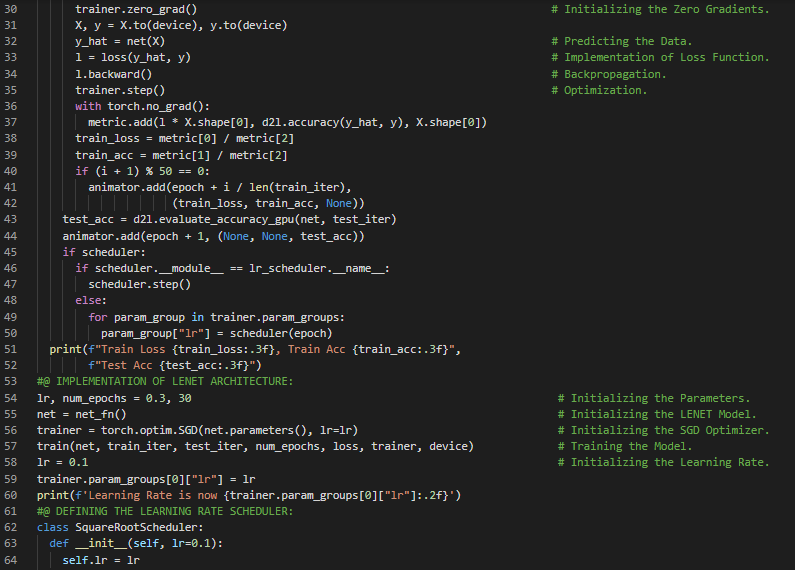 30 trainer.zero_grad() # Initializing the Zero Gradients.
31 X, y = X.to(device), y.to(device)
32 y_hat = net(X) # Predicting the Data.
33 l = loss(y_hat, y) # Implementation of Loss Function.
34 l.backward() # Backpropagation.
35 trainer.step() # Optimization.
36 with torch.no_grad():
37 metric.add(l * X.shape[0], d2l.accuracy(y_hat, y), X.shape[0])
38 train_loss = metric[0] / metric[2]
39 train_acc = metric[1] / metric[2]
40 if (i + 1) % 50 == 0:
41 animator.add(epoch + i / len(train_iter),
42 (train_loss, train_acc, None))
43 test_acc = d2l.evaluate_accuracy_gpu(net, test_iter)
44 animator.add(epoch + 1, (None, None, test_acc))
45 if scheduler:
46 if scheduler.__module__ == lr_scheduler.__name__:
47 scheduler.step()
48 else:
49 for param_group in trainer.param_groups:
50 param_group["lr"] = scheduler(epoch)
51 print(f"Train Loss {train_loss:.3f}, Train Acc {train_acc:.3f}",
52 f"Test Acc {test_acc:.3f}")
53 #@ IMPLEMENTATION OF LENET ARCHITECTURE:
54 lr, num_epochs = 0.3, 30 # Initializing the Parameters.
55 net = net_fn() # Initializing the LENET Model.
56 trainer = torch.optim.SGD(net.parameters(), lr=lr) # Initializing the SGD Optimizer.
57 train(net, train_iter, test_iter, num_epochs, loss, trainer, device) # Training the Model.
58 lr = 0.1 # Initializing the Learning Rate.
59 trainer.param_groups[0]["lr"] = lr
60 print(f'Learning Rate is now {trainer.param_groups[0]["lr"]:.2f}')
61 #@ DEFINING THE LEARNING RATE SCHEDULER:
62 class SquareRootScheduler:
63 def __init__(self, lr=0.1):
64 self.lr = lr